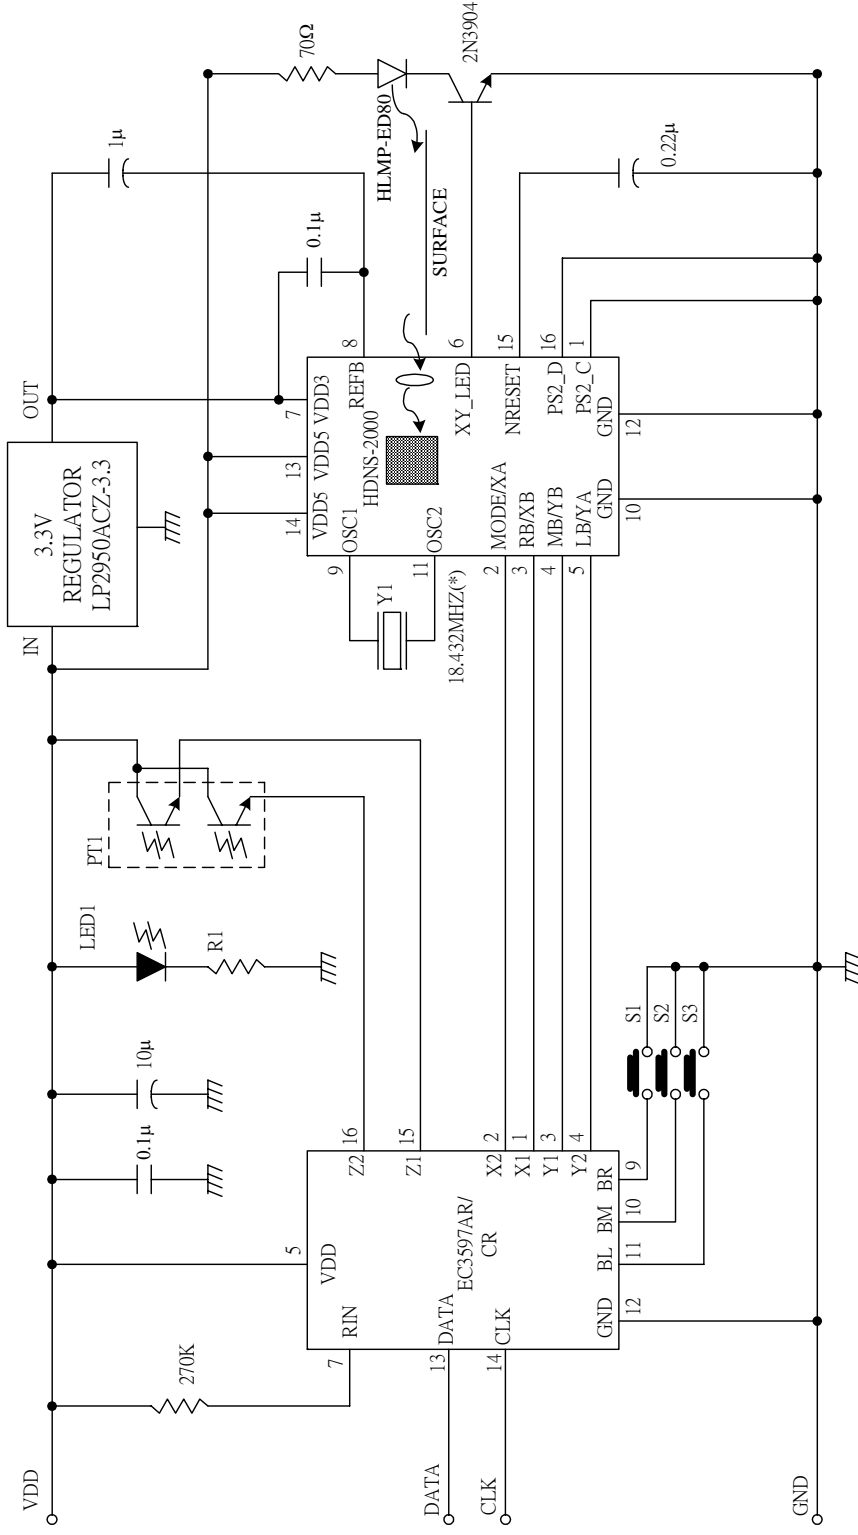 VDD
270K
7
RIN
5
VDD
0.1µ
10µ
LED1
R1
PT1
IN
3.3V
REGULATOR
LP2950ACZ-3.3
OUT
1µ
0.1µ
70Ω
HLMP-ED80
2N3904
SURFACE
0.22µ
14
VDD5
13
VDD5
7
VDD3
8
REFB
9
OSC1
11
OSC2
Y1
18.432MHZ(*)
HDNS-2000
6
XY_LED
15
NRESET
16
PS2_D
1
PS2_C
2
MODE/XA
3
RB/XB
4
MB/YB
5
LB/YA
GND
10
GND
12
EC3597AR/
CR
Z2
16
Z1
15
X2
2
X1
1
Y1
3
Y2
4
DATA
13
DATA
CLK
14
CLK
GND
12
BL
11
BM
10
BR
9
S1
S2
S3
GND